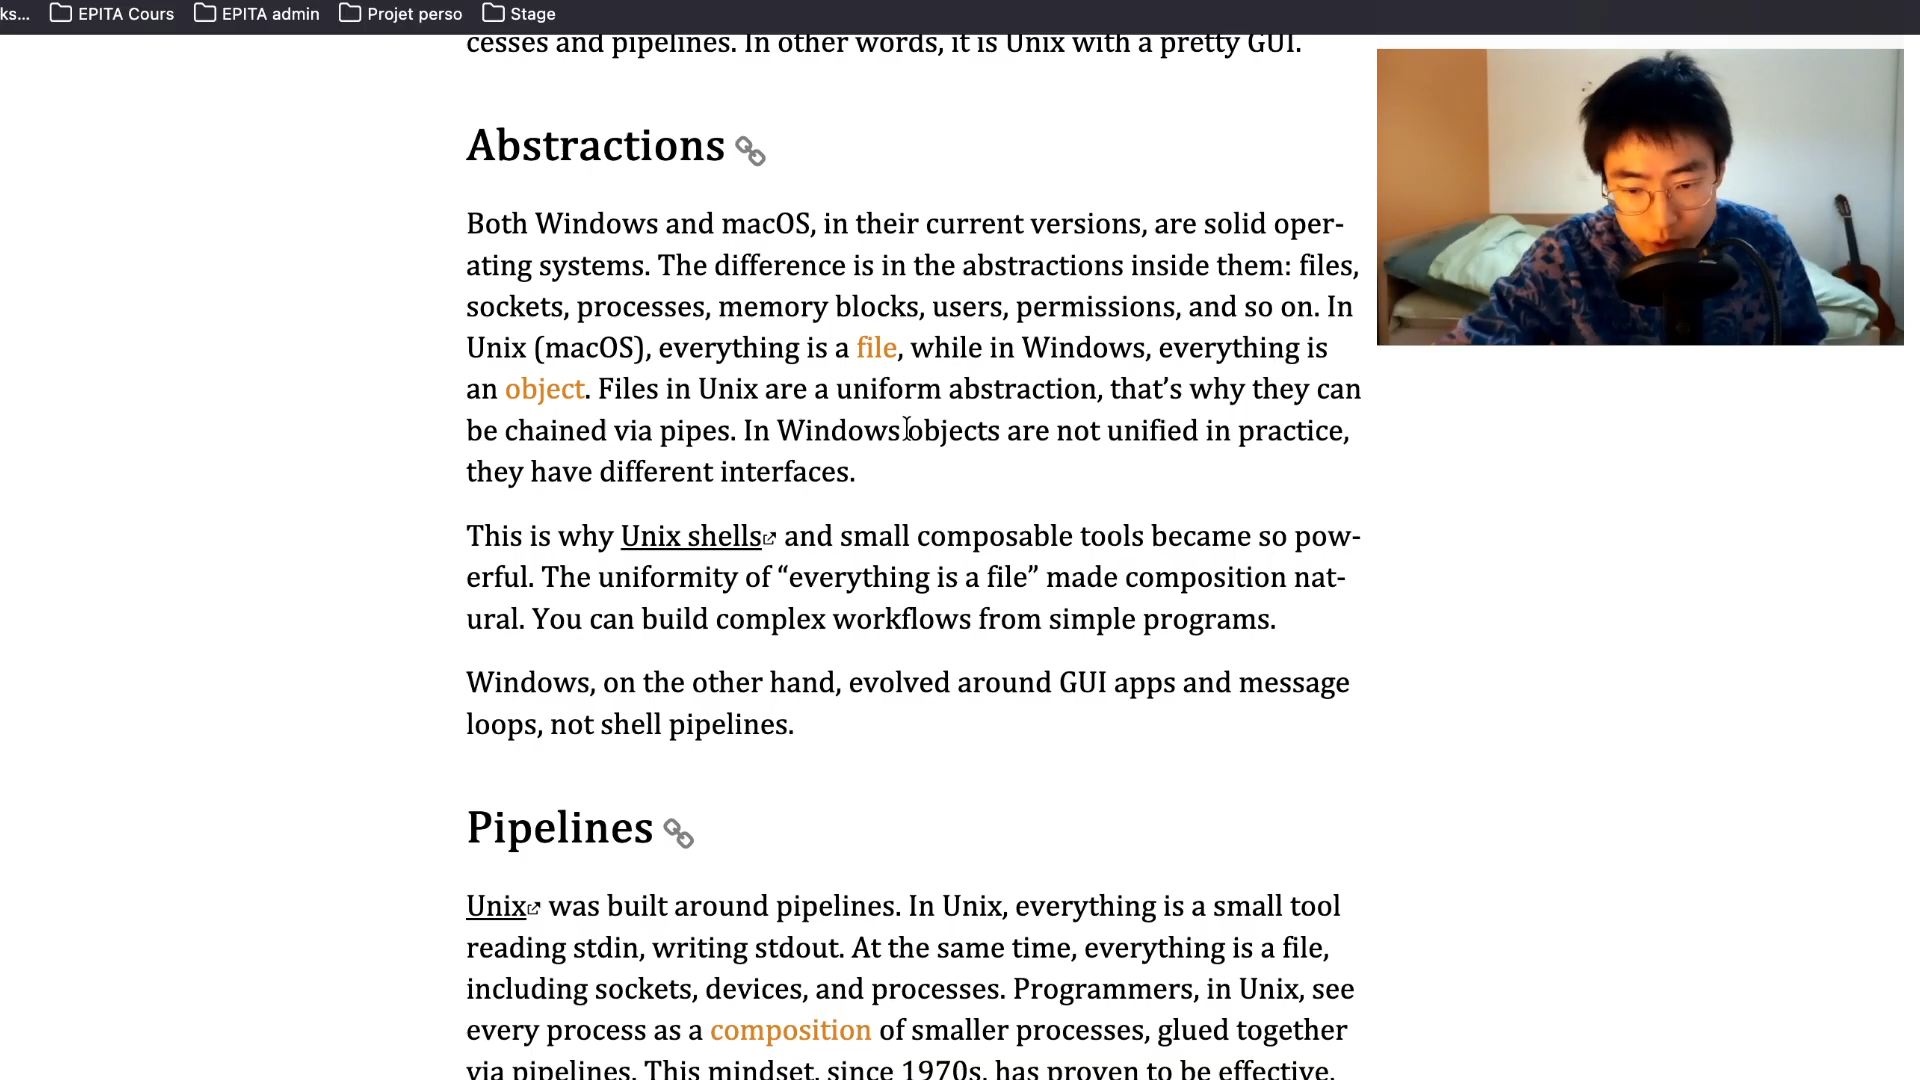 ks...
EPITA Cours
EPITA admin
Projet perso
Stage
cesses and pipelines. In other words, it is Unix with a pretty GUI.
Abstractions
Both Windows and macOS, in their current versions, are solid oper-
ating systems. The difference is in the abstractions inside them: files,
sockets, processes, memory blocks, users, permissions, and so on. In
Unix (macOS), everything is a file, while in Windows, everything is
an object. Files in Unix are a uniform abstraction, that’s why they can
be chained via pipes. In Windows objects are not unified in practice,
they have different interfaces.
This is why Unix shells and small composable tools became so pow-
erful. The uniformity of “everything is a file” made composition nat-
ural. You can build complex workflows from simple programs.
Windows, on the other hand, evolved around GUI apps and message
loops, not shell pipelines.
Pipelines
Unix was built around pipelines. In Unix, everything is a small tool
reading stdin, writing stdout. At the same time, everything is a file,
including sockets, devices, and processes. Programmers, in Unix, see
every process as a composition of smaller processes, glued together
via pipelines. This mindset, since 1970s, has proven to be effective.